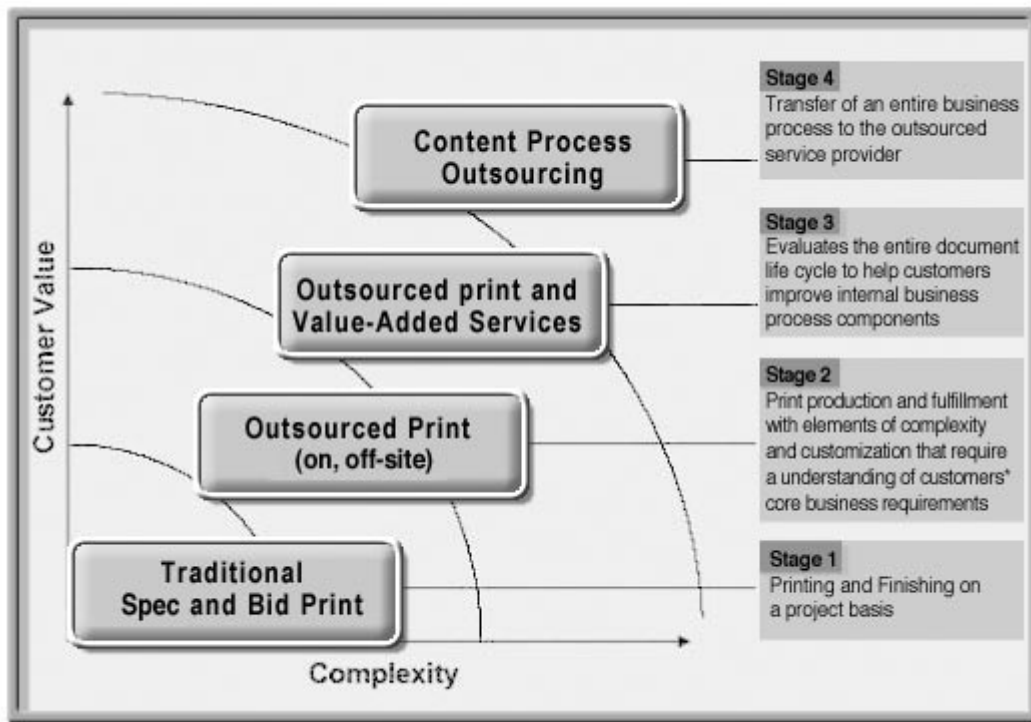 Customer Value
Content Process
Outsourcing
Outsourced print and
Value-Added Services
Outsourced Print
(on, off-site)
Traditional
Spec and Bid Print
Complexity
Stage 4
Transfer of an entire business
process to the outsourced
service provider
Stage 3
Evaluates the entire document
life cycle to help customers
improve internal business
process components
Stage 2
Print production and fulfillment
with elements of complexity
and customization that require
a understanding of customers*
core business requirements
Stage 1
Printing and Finishing on
a project basis